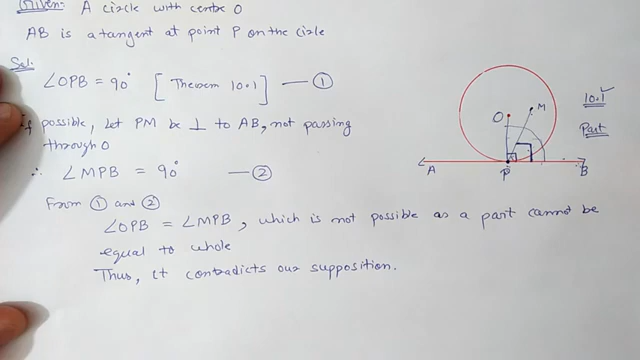 Given: A circle with centre O
AB is a tangent at point P on the circle
Sol.
∠OPB = 90° [Theorem 10.1] — ①
If possible, Let PM be ⊥ to AB, not passing
through O
∴ ∠MPB = 90° — ②
From ① and ②
∠OPB = ∠MPB, which is not possible as a part cannot be
equal to whole
Thus, it contradicts our supposition.
O
M
A
P
B
10.1
Part